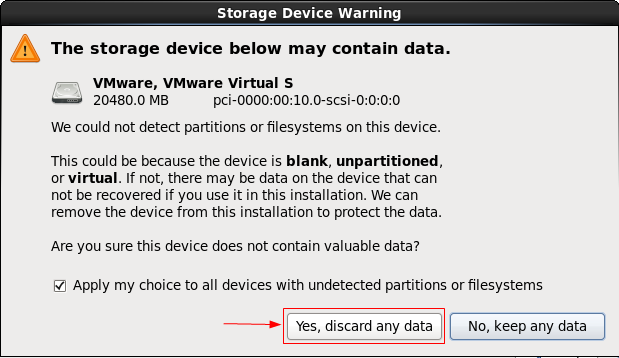 Storage Device Warning
The storage device below may contain data.
VMware, VMware Virtual S
20480.0 MB pci-0000:00:10.0-scsi-0:0:0:0
We could not detect partitions or filesystems on this device.
This could be because the device is blank, unpartitioned,
or virtual. If not, there may be data on the device that can
not be recovered if you use it in this installation. We can
remove the device from this installation to protect the data.
Are you sure this device does not contain valuable data?
Apply my choice to all devices with undetected partitions or filesystems
Yes, discard any data No, keep any data